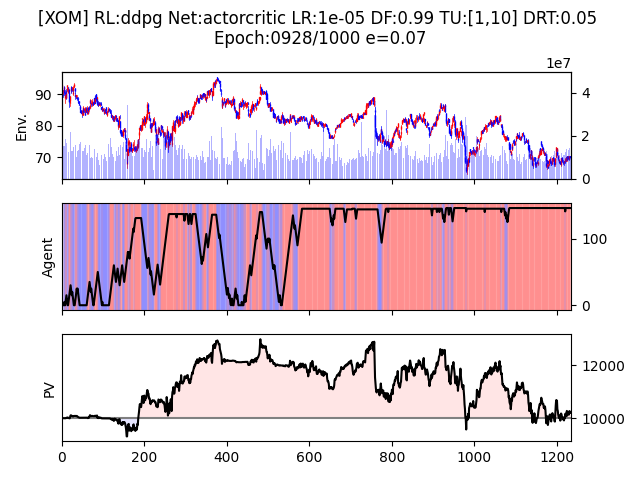 [XOM] RL:ddpg Net:actorcritic LR:1e-05 DF:0.99 TU:[1,10] DRT:0.05
Epoch:0928/1000 e=0.07
1e7
Env.
90
80
70
4
2
0
Agent
100
0
PV
12000
10000
0 200 400 600 800 1000 1200